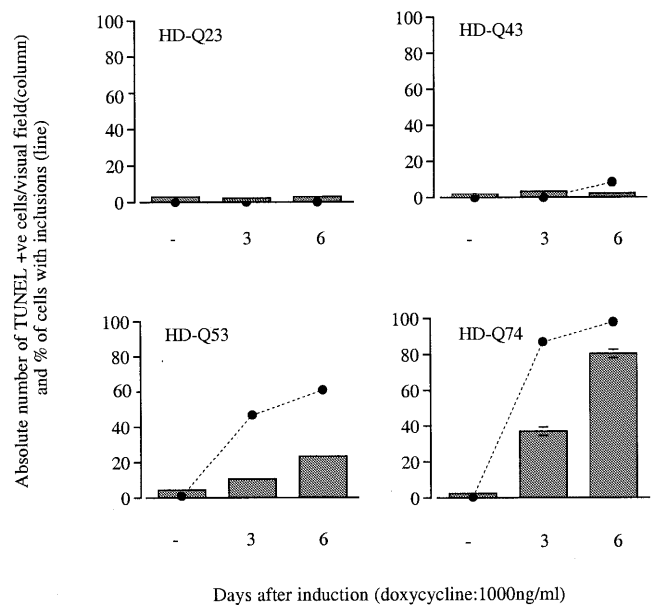 Absolute number of TUNEL +ve cells/visual field(column)
and % of cells with inclusions (line)
HD-Q23
100
80
60
40
20
0
- 3 6
HD-Q43
100
80
60
40
20
0
- 3 6
HD-Q53
100
80
60
40
20
0
- 3 6
HD-Q74
100
80
60
40
20
0
- 3 6
Days after induction (doxycycline:1000ng/ml)